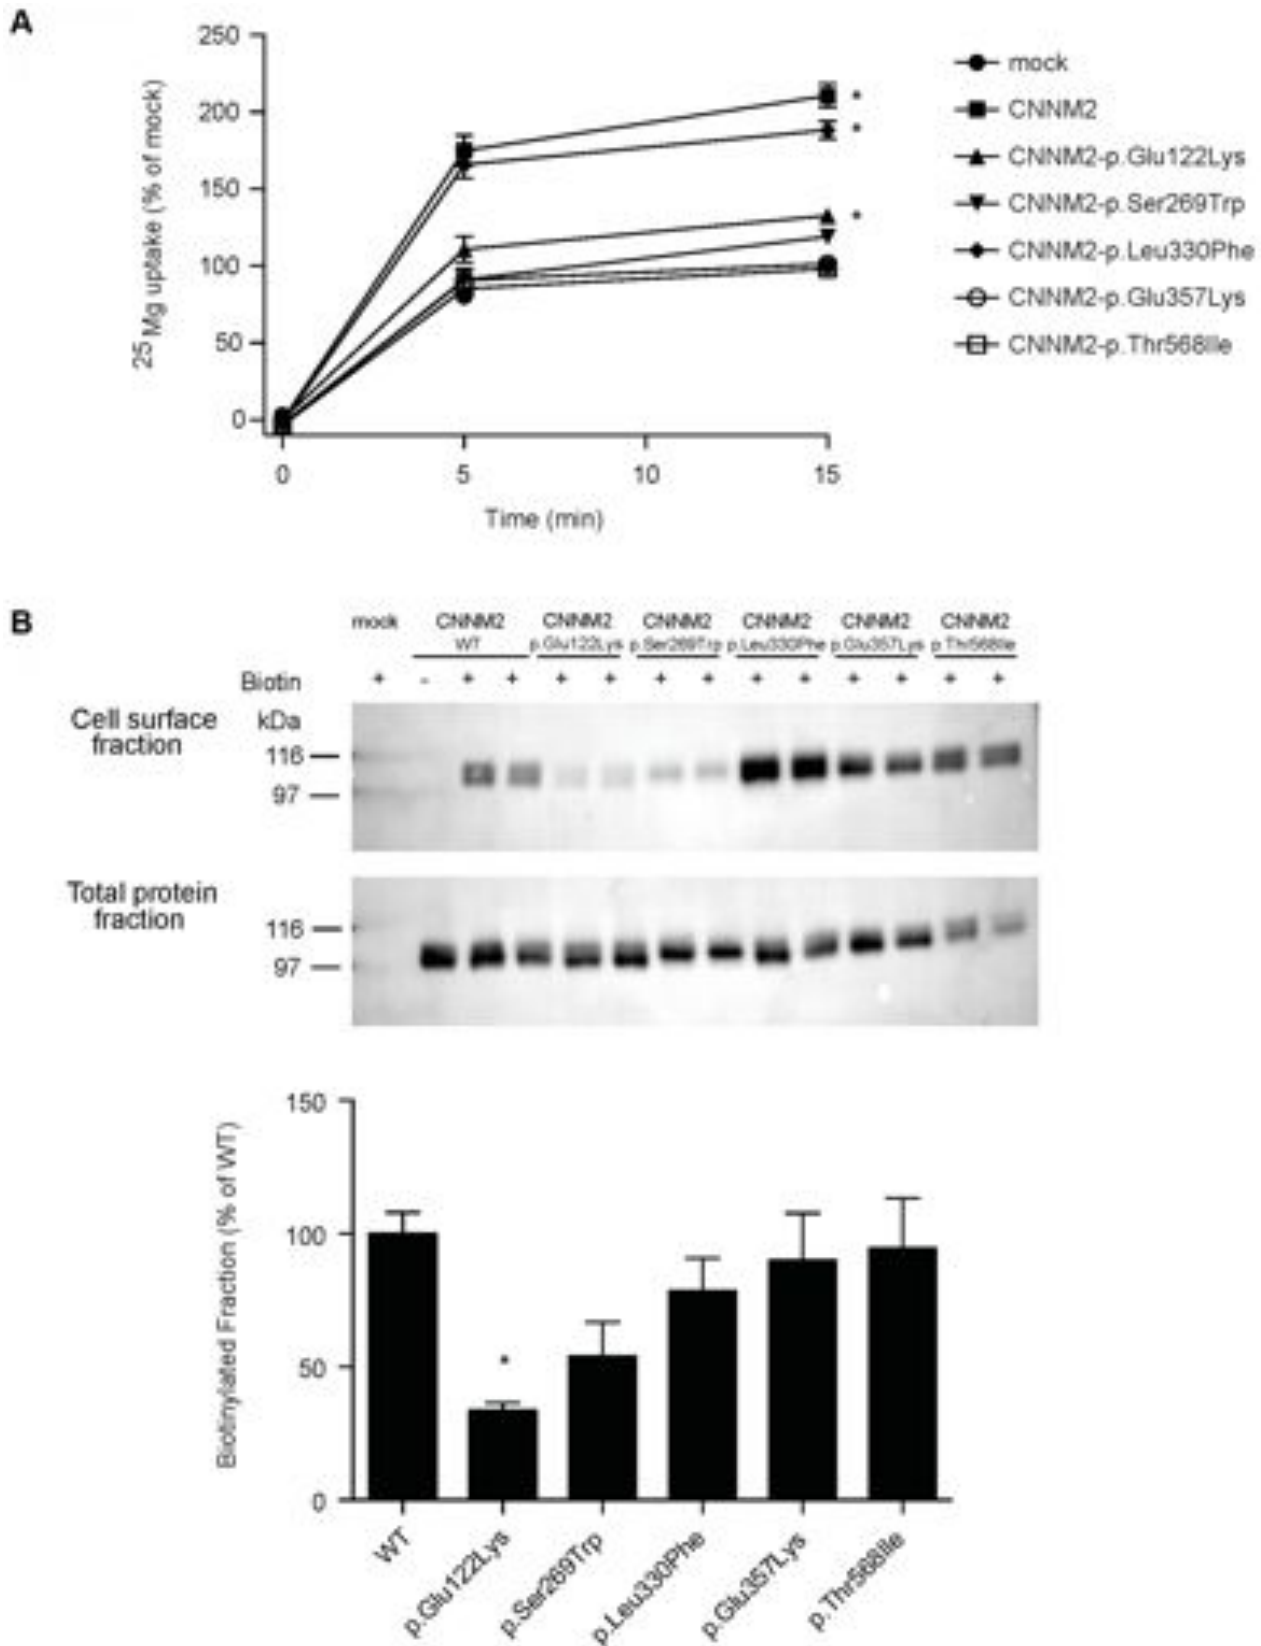 A
250
200
150
100
50
0
25 Mg uptake (% of mock)
0 5 10 15
Time (min)
*
*
*
mock
CNNM2
CNNM2-p.Glu122Lys
CNNM2-p.Ser269Trp
CNNM2-p.Leu330Phe
CNNM2-p.Glu357Lys
CNNM2-p.Thr568Ile
B
mock CNNM2 CNNM2 CNNM2 CNNM2 CNNM2 CNNM2
WT p.Glu122Lys p.Ser269Trp p.Leu330Phe p.Glu357Lys p.Thr568Ile
Biotin + - + + + + + + + + + + + +
Cell surface
fraction
kDa
116
97
Total protein
fraction
116
97
150
100
50
0
Biotinylated Fraction (% of WT)
*
WT
p.Glu122Lys
p.Ser269Trp
p.Leu330Phe
p.Glu357Lys
p.Thr568Ile